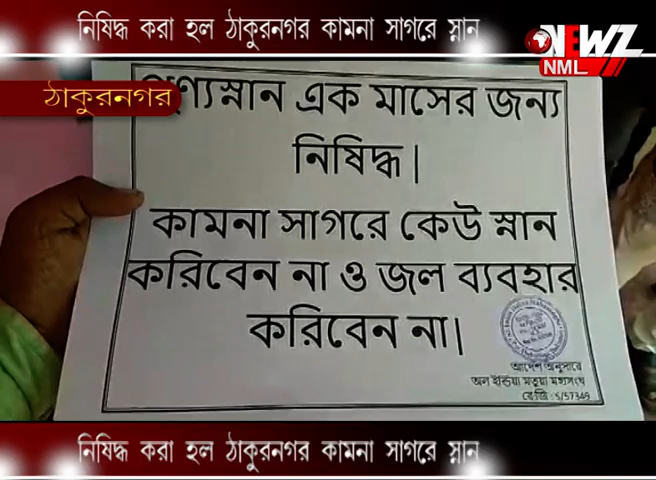 নিষিদ্ধ করা হল ঠাকুরনগর কামনা সাগরে স্নান
NEWZ
NML
ঠাকুরনগর
এক মাসের জন্য
নিষিদ্ধ।
কামনা সাগরে কেউ স্নান
করিবেন না ও জল ব্যবহার
করিবেন না।
আদেশ অনুসারে
অল ইন্ডিয়া মতুয়া মহাসংঘ
রেজি: S/57349
নিষিদ্ধ করা হল ঠাকুরনগর কামনা সাগরে স্নান